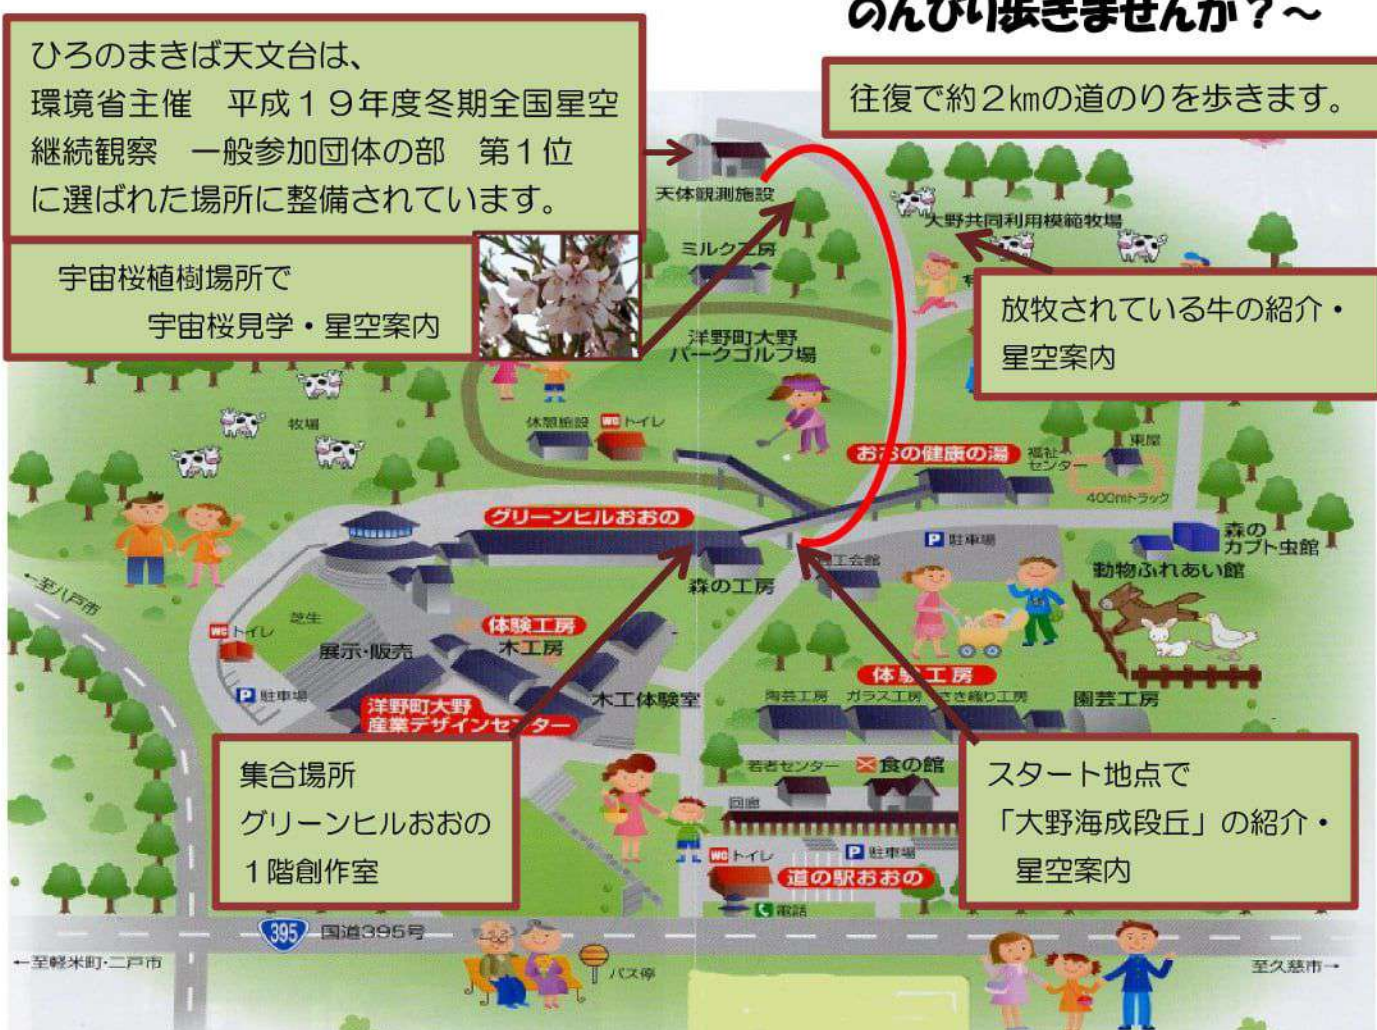 のんびり歩きませんか？～
ひろのまきば天文台は、
環境省主催　平成１９年度冬期全国星空
継続観察　一般参加団体の部　第１位
に選ばれた場所に整備されています。
往復で約２㎞の道のりを歩きます。
天体観測施設
大野共同利用模範牧場
宇宙桜植樹場所で
宇宙桜見学・星空案内
ミルク工房
放牧されている牛の紹介・
星空案内
洋野町大野
パークゴルフ場
牧場
休憩施設
WC トイレ
おおの健康の湯
福祉
センター
東屋
400mトラック
グリーンヒルおおの
P 駐車場
森の
カブト虫館
動物ふれあい館
森の工房
工会館
←至八戸市
芝生
WC トイレ
体験工房
木工房
展示・販売
P 駐車場
木工体験室
体験工房
陶芸工房
ガラス工房
さき織り工房
園芸工房
洋野町大野
産業デザインセンター
集合場所
グリーンヒルおおの
１階創作室
若者センター
食の館
回廊
スタート地点で
「大野海成段丘」の紹介・
星空案内
WC トイレ
P 駐車場
道の駅おおの
電話
395 国道395号
←至軽米町・二戸市
バス停
至久慈市→